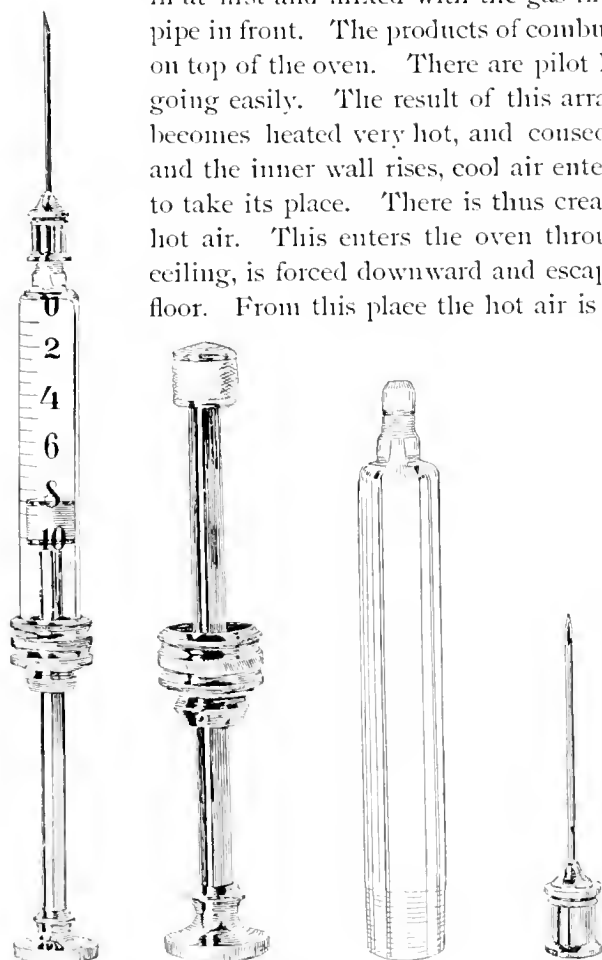 pipe in front. The products of combu
on top of the oven. There are pilot
going easily. The result of this arra
becomes heated very hot, and consec
and the inner wall rises, cool air ente
to take its place. There is thus crea
hot air. This enters the oven throu
ceiling, is forced downward and escap
floor. From this place the hot air is
0
2
4
6
8
10